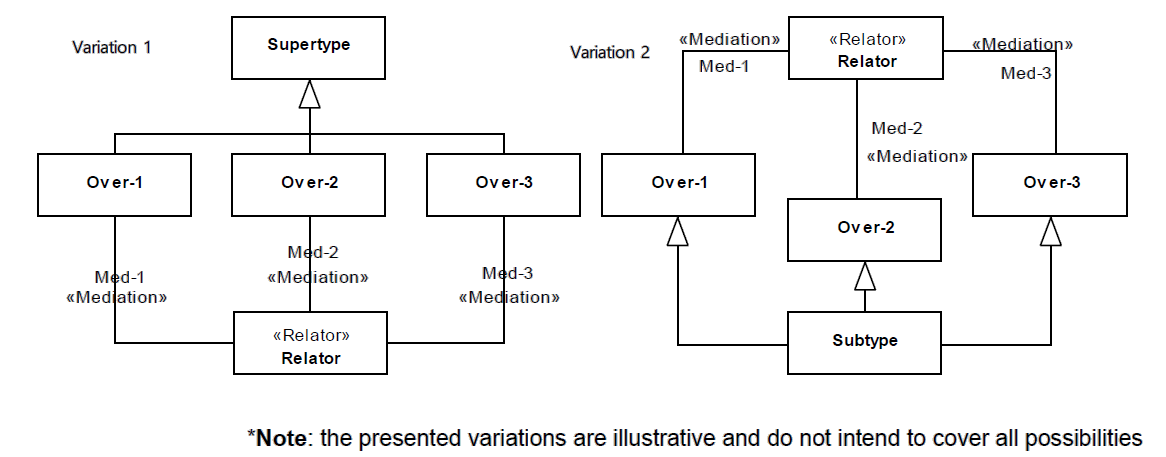 Variation 1
Supertype
Over-1
Over-2
Over-3
Med-1
«Mediation»
Med-2
«Mediation»
Med-3
«Mediation»
«Relator»
Relator
Variation 2
«Mediation»
Med-1
«Relator»
Relator
«Mediation»
Med-3
Med-2
«Mediation»
Over-1
Over-2
Over-3
Subtype
*Note: the presented variations are illustrative and do not intend to cover all possibilities